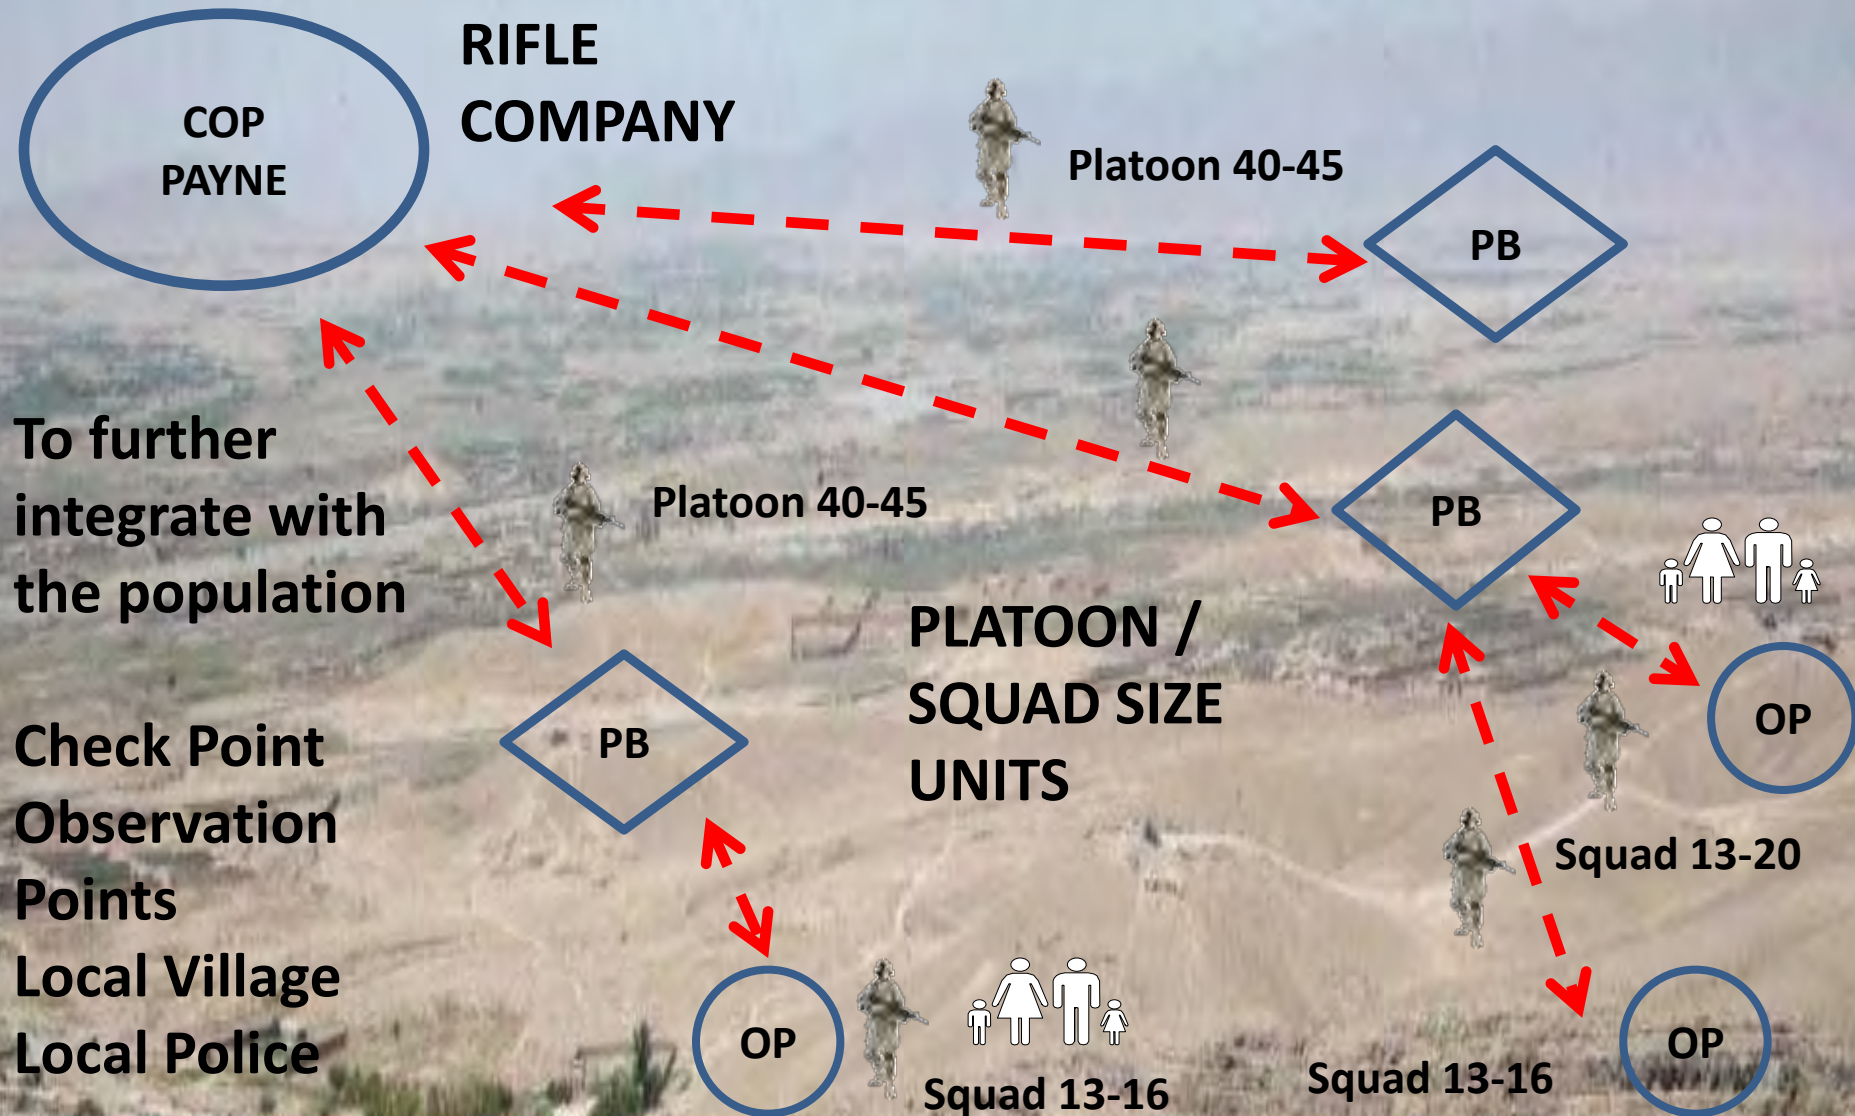 COP
PAYNE
RIFLE
COMPANY
Platoon 40-45
PB
To further
integrate with
the population
Platoon 40-45
PB
PLATOON /
SQUAD SIZE
UNITS
Check Point
Observation
Points
Local Village
Local Police
PB
OP
Squad 13-20
OP
Squad 13-16
Squad 13-16
OP